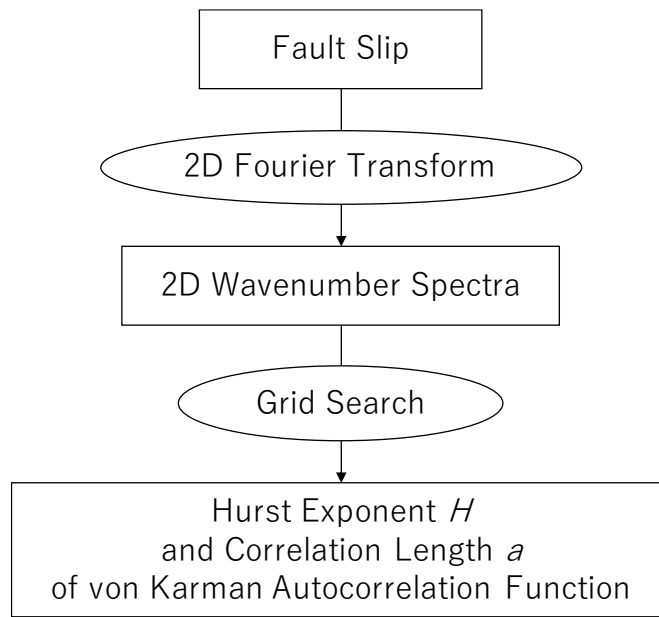 Fault Slip
2D Fourier Transform
2D Wavenumber Spectra
Grid Search
Hurst Exponent H
and Correlation Length a
of von Karman Autocorrelation Function